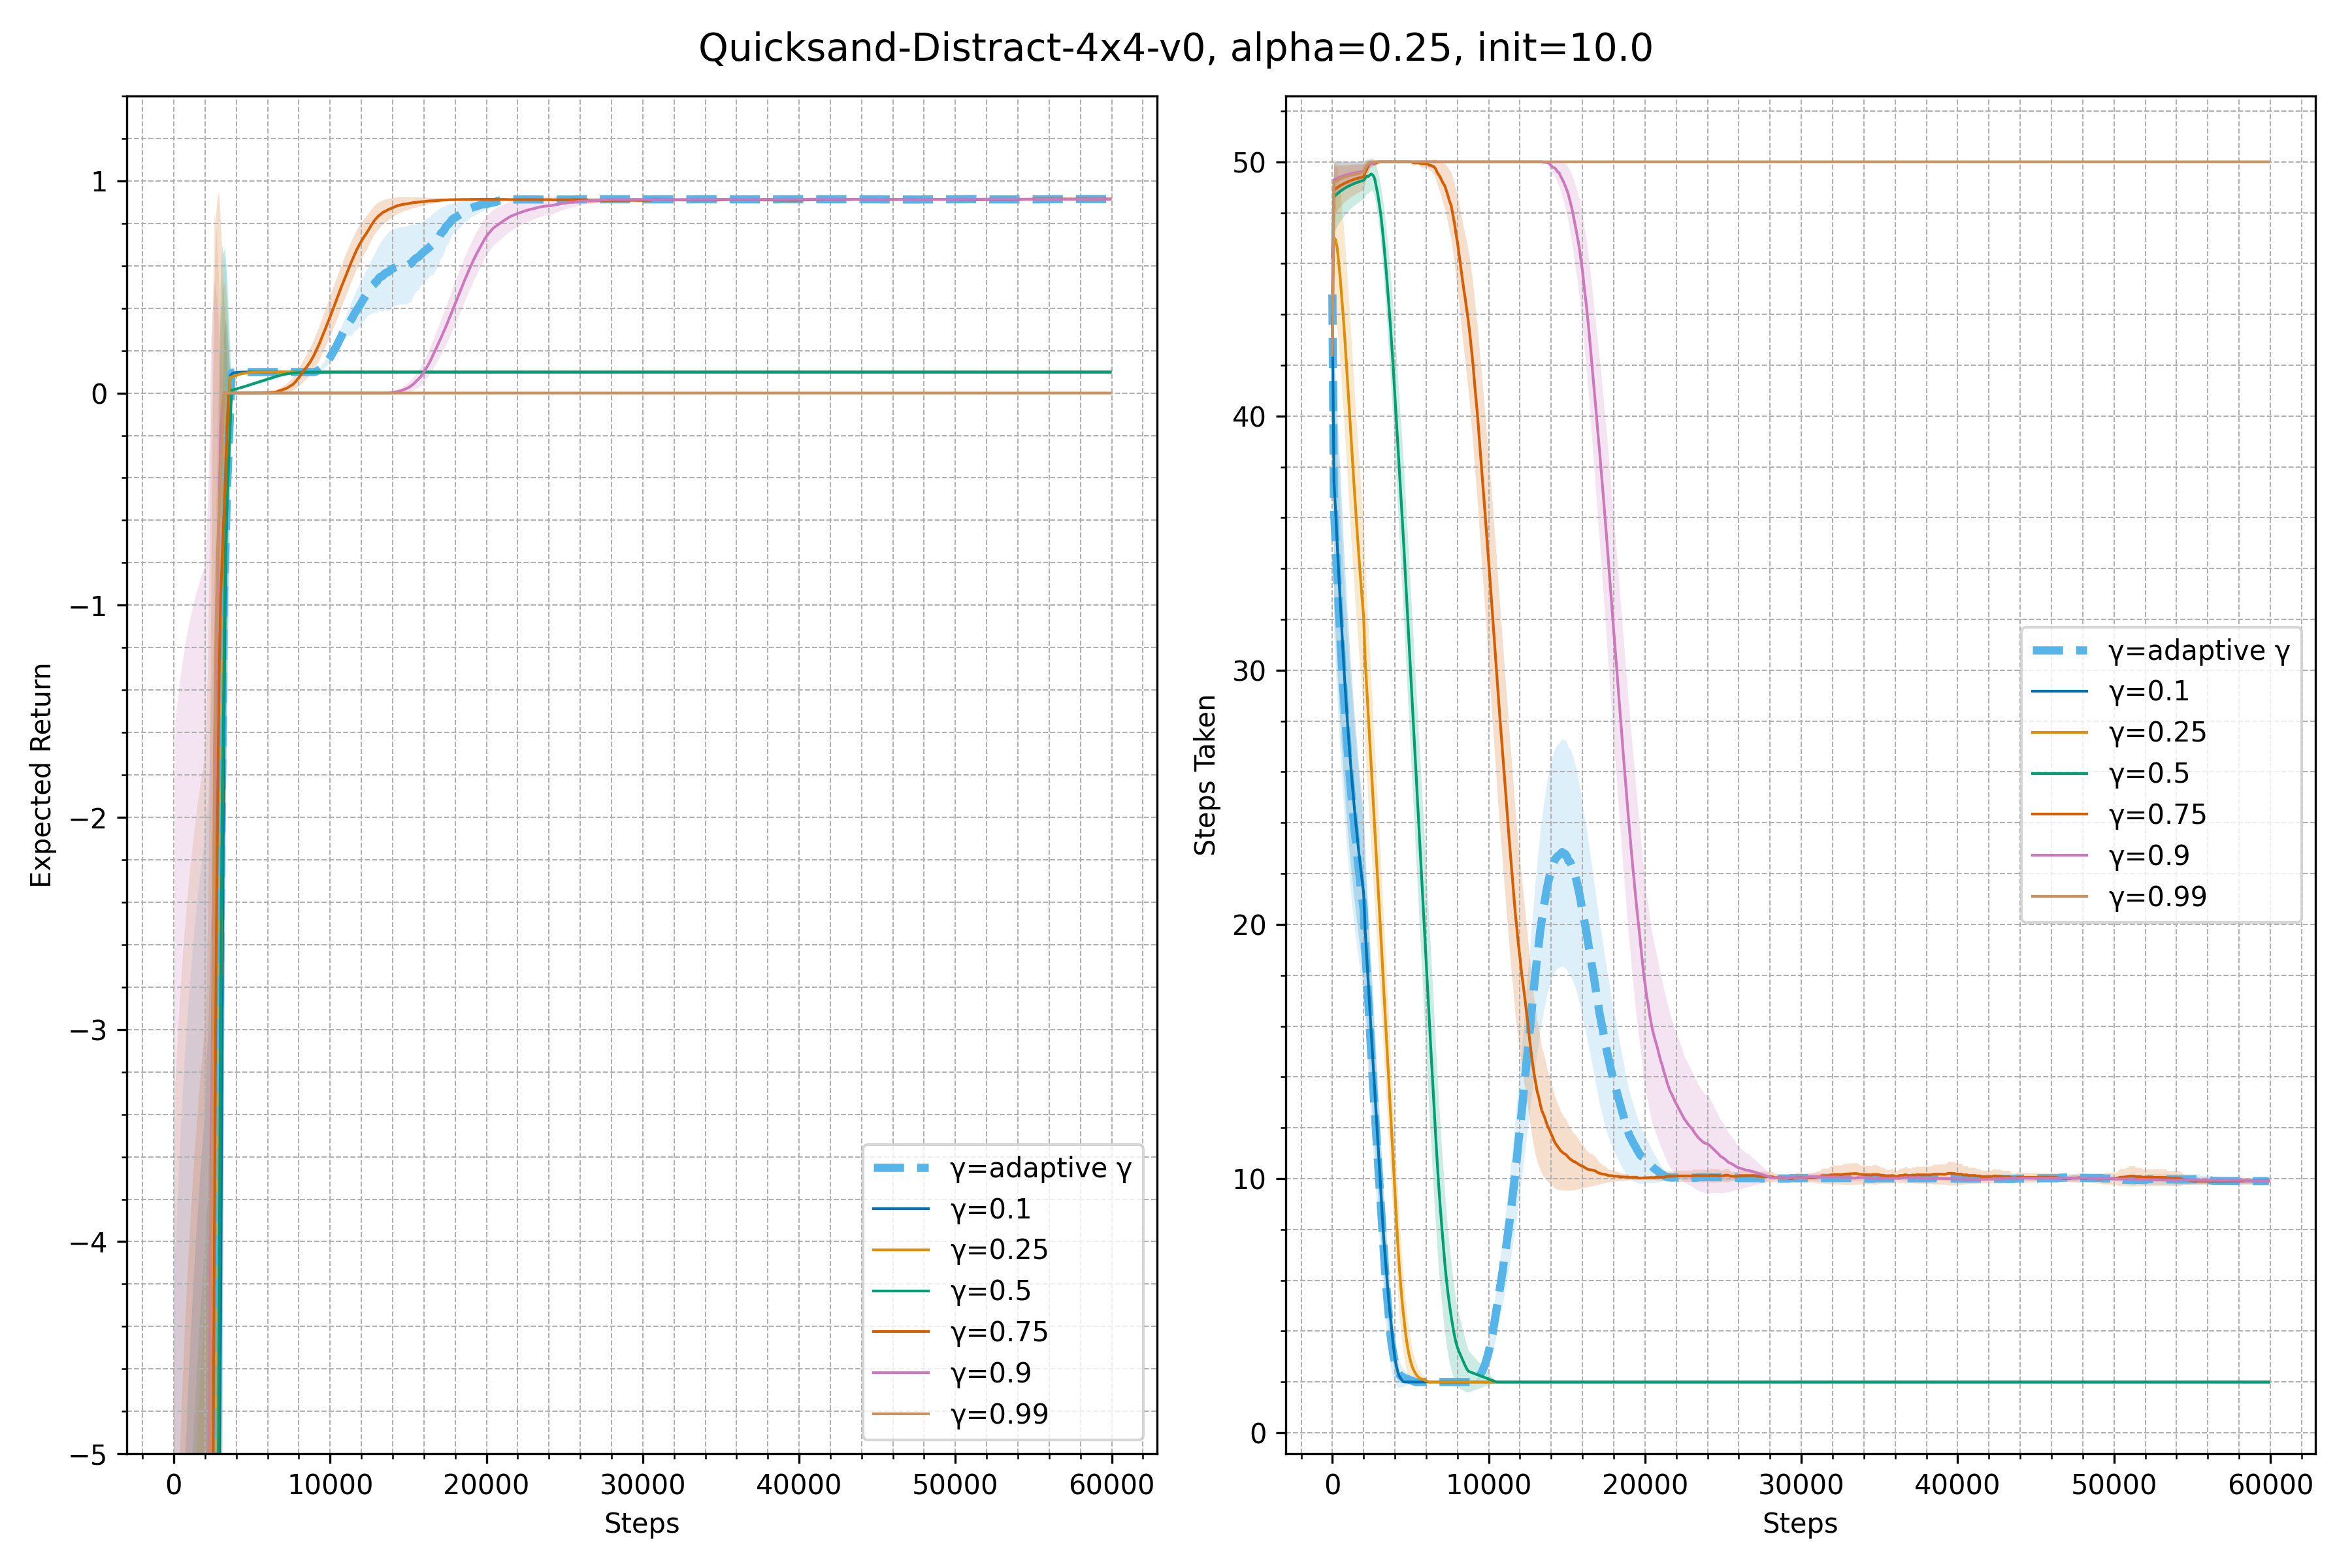 Quicksand-Distract-4x4-v0, alpha=0.25, init=10.0
Expected Return
1
0
−1
−2
−3
−4
−5
0
10000
20000
30000
40000
50000
60000
Steps
γ=adaptive γ
γ=0.1
γ=0.25
γ=0.5
γ=0.75
γ=0.9
γ=0.99
Steps Taken
50
40
30
20
10
0
0
10000
20000
30000
40000
50000
60000
Steps
γ=adaptive γ
γ=0.1
γ=0.25
γ=0.5
γ=0.75
γ=0.9
γ=0.99